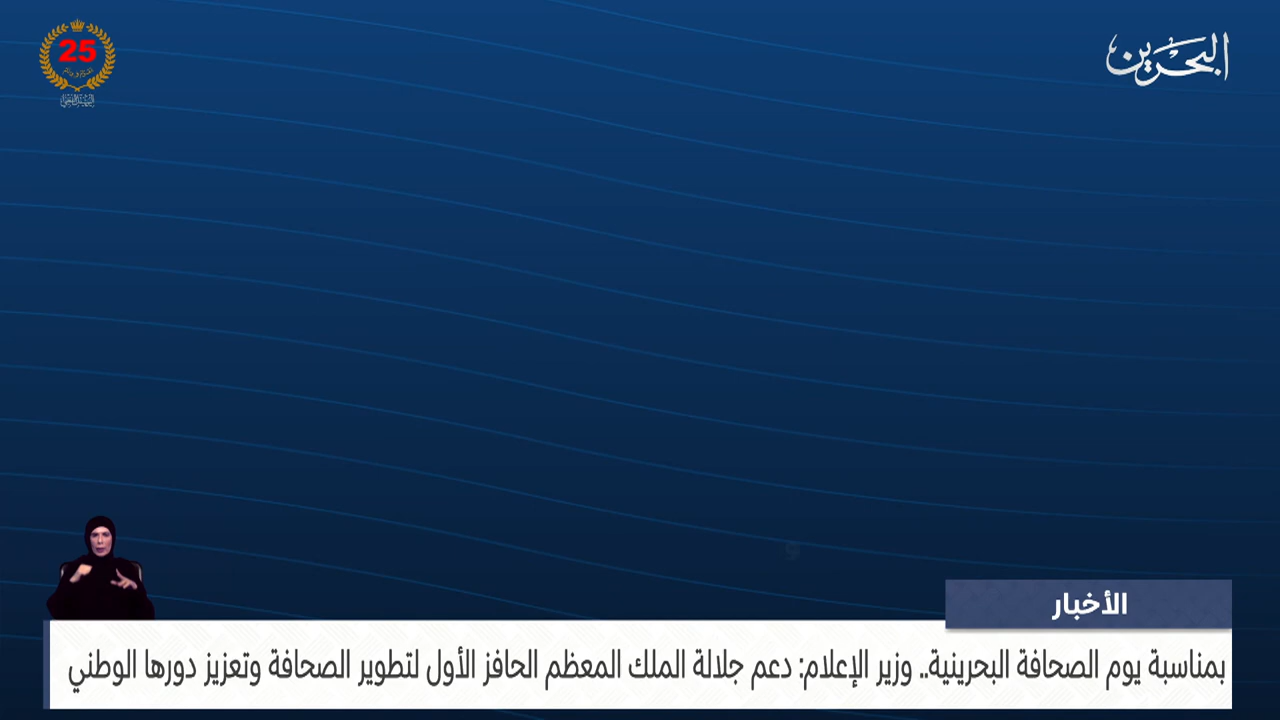 البحرين
25
الأخبار
بمناسبة يوم الصحافة البحرينية.. وزير الإعلام: دعم جلالة الملك المعظم الحافز الأول لتطوير الصحافة وتعزيز دورها الوطني